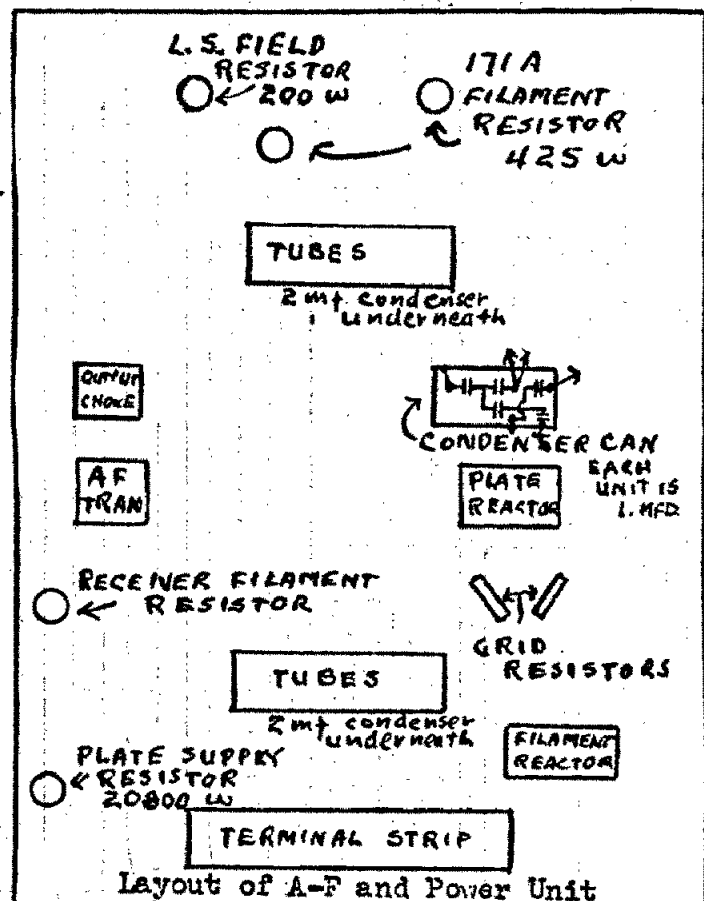 L.S. FIELD
RESISTOR
200 W
171A
FILAMENT
RESISTOR
425 W
TUBES
2 mf condenser
underneath
OUTPUT
CHOKE
CONDENSER CAN
EACH
UNIT IS
1. MFD.
AF
TRAN
PLATE
REACTOR
RECEIVER FILAMENT
RESISTOR
GRID
RESISTORS
TUBES
2 mf condenser
underneath
FILAMENT
REACTOR
PLATE SUPPLY
RESISTOR
20800 W
TERMINAL STRIP
Layout of A-F and Power Unit